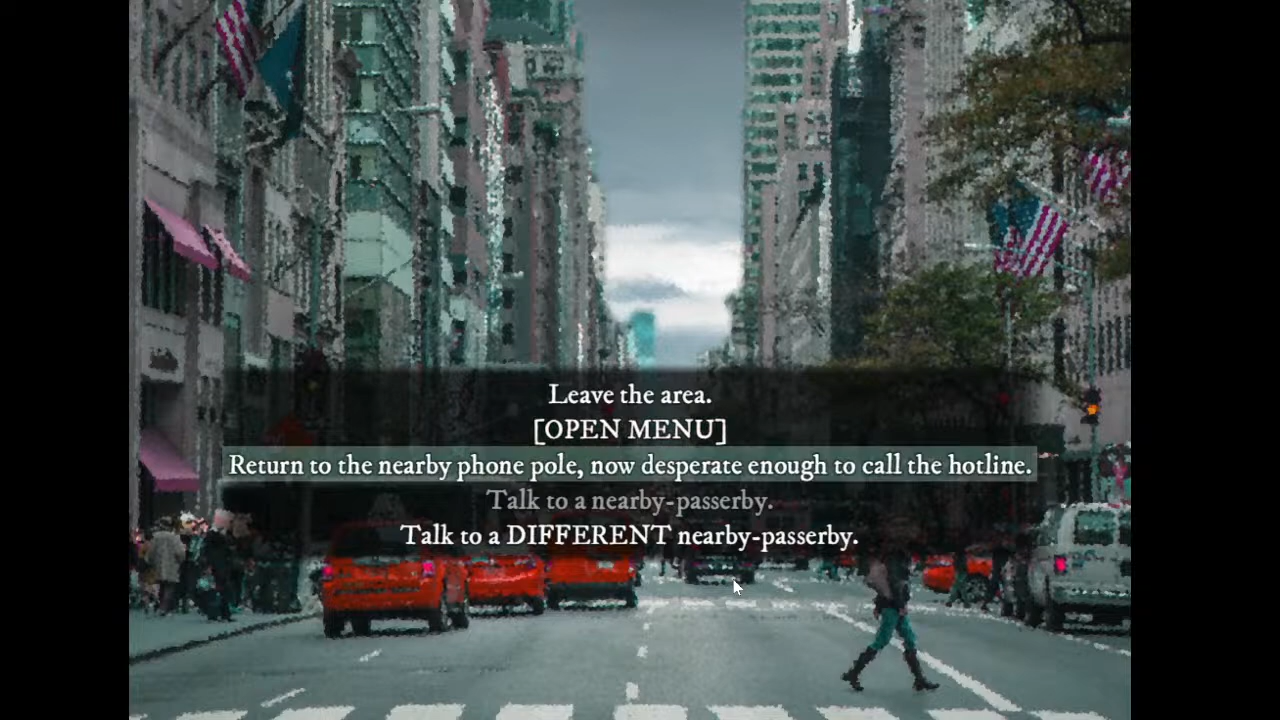 Leave the area.
[OPEN MENU]
Return to the nearby phone pole, now desperate enough to call the hotline.
Talk to a nearby-passerby.
Talk to a DIFFERENT nearby-passerby.